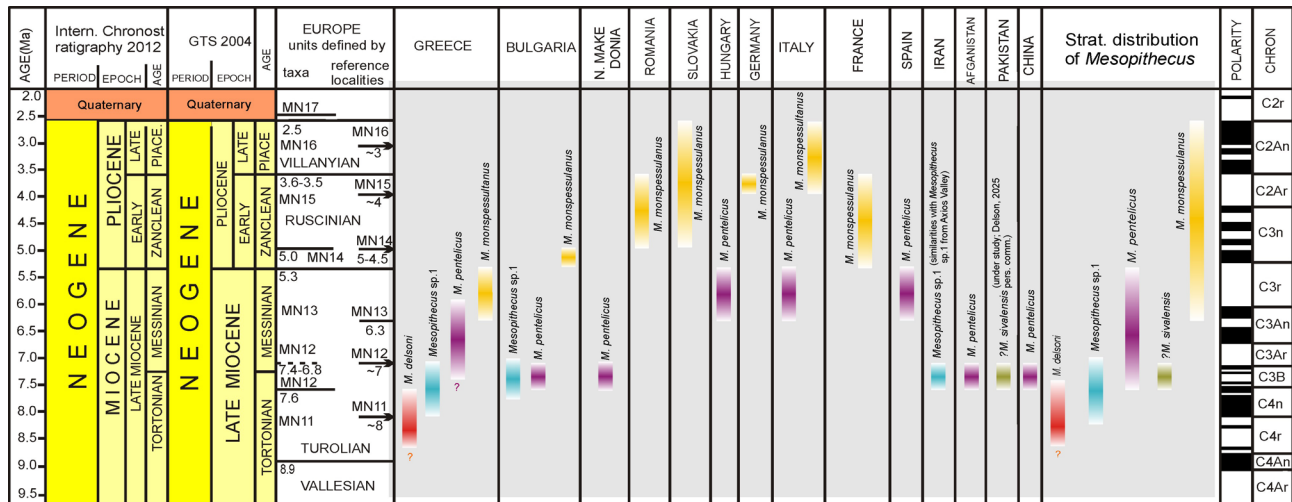 AGE(Ma)
Intern. Chronost
ratigraphy 2012
PERIOD
EPOCH
AGE
GTS 2004
PERIOD
EPOCH
AGE
EUROPE
units defined by
taxa
reference
localities
GREECE
BULGARIA
N. MAKE
DONIA
ROMANIA
SLOVAKIA
HUNGARY
GERMANY
ITALY
FRANCE
SPAIN
IRAN
AFGANISTAN
PAKISTAN
CHINA
Strat. distribution
of Mesopithecus
POLARITY
CHRON
2.0
2.5
3.0
3.5
4.0
4.5
5.0
5.5
6.0
6.5
7.0
7.5
8.0
8.5
9.0
9.5
Quaternary
NEOGENE
PLIOCENE
MIOCENE
LATE
EARLY
LATE MIOCENE
PIACE.
ZANCLEAN
MESSINIAN
TORTONIAN
Quaternary
NEOGENE
PLIOCENE
LATE MIOCENE
LATE
EARLY
PIACE
ZANCLEAN
MESSINIAN
TORTONIAN
MN17
2.5
MN16
MN16
~3
VILLANYIAN
3.6-3.5
MN15
MN15
~4
RUSCINIAN
MN14
5.0
MN14
5-4.5
5.3
MN13
MN13
6.3
MN12
MN12
7.4-6.8
~7
MN12
7.6
MN11
MN11
~8
TUROLIAN
8.9
VALLESIAN
M. delsoni
?
Mesopithecus sp.1
M. pentelicus
?
M. monspessultanus
Mesopithecus sp.1
M. pentelicus
M. monspessulanus
M. pentelicus
M. monspessulanus
M. monspessulanus
M. pentelicus
M. monspessulanus
M. pentelicus
M. monspessultanus
M. monspessulanus
M. pentelicus
Mesopithecus sp.1 (similarities with Mesopithecus
sp.1 from Axios Valley)
M. pentelicus
?M. sivalensis (under study; Delson, 2025
pers. comm.)
M. pentelicus
M. delsoni
?
Mesopithecus sp.1
M. pentelicus
?M. sivalensis
M. monspessultanus
C2r
C2An
C2Ar
C3n
C3r
C3An
C3Ar
C3B
C4n
C4r
C4An
C4Ar